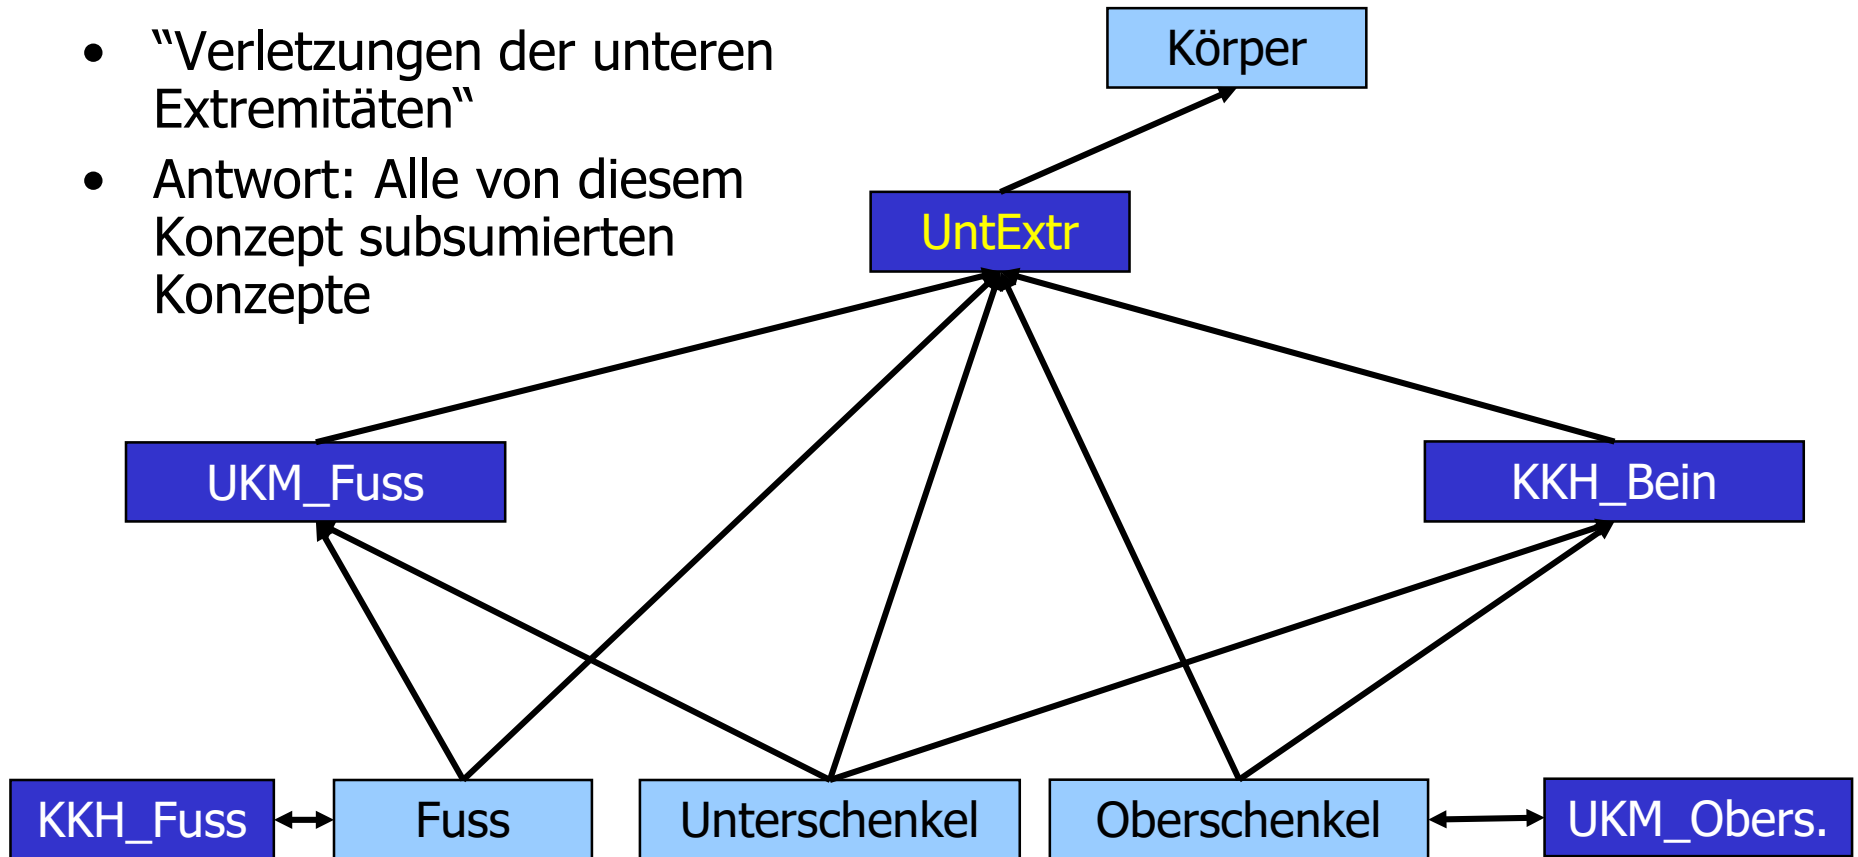 • “Verletzungen der unteren
Extremitäten“
• Antwort: Alle von diesem
Konzept subsumierten
Konzepte
Körper
UntExtr
UKM_Fuss
KKH_Bein
KKH_Fuss
Fuss
Unterschenkel
Oberschenkel
UKM_Obers.